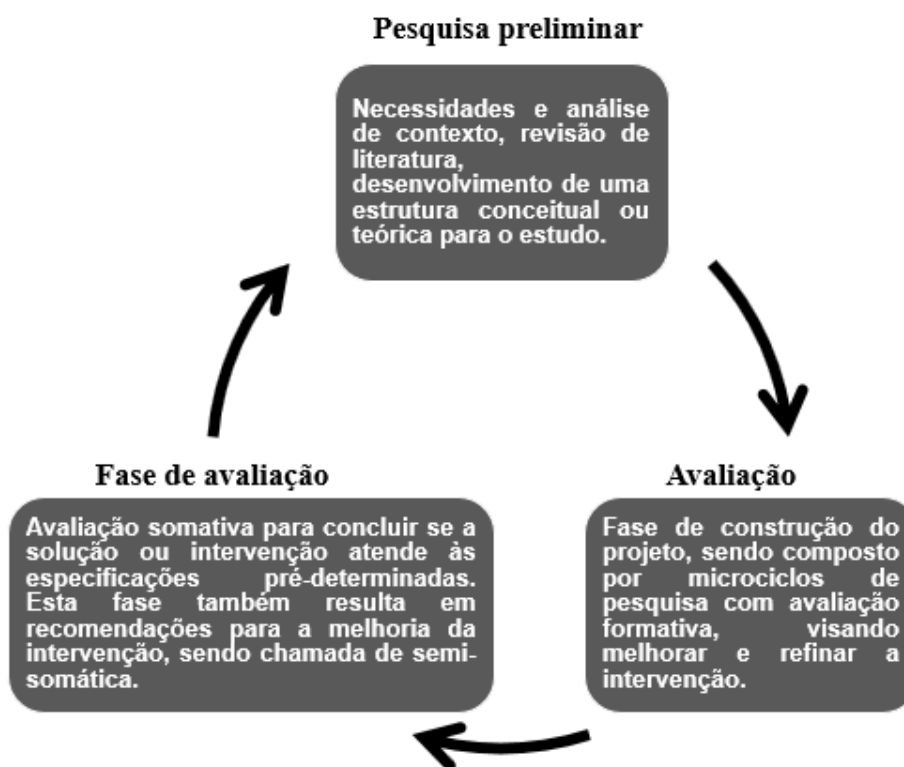 Pesquisa preliminar
Necessidades e análise
de contexto, revisão de
literatura,
desenvolvimento de uma
estrutura conceitual ou
teórica para o estudo.
Fase de avaliação
Avaliação somativa para concluir se a
solução ou intervenção atende às
especificações pré-determinadas.
Esta fase também resulta em
recomendações para a melhoria da
intervenção, sendo chamada de semi-
somática.
Avaliação
Fase de construção do
projeto, sendo composto
por microciclos de
pesquisa com avaliação
formativa, visando
melhorar e refinar a
intervenção.